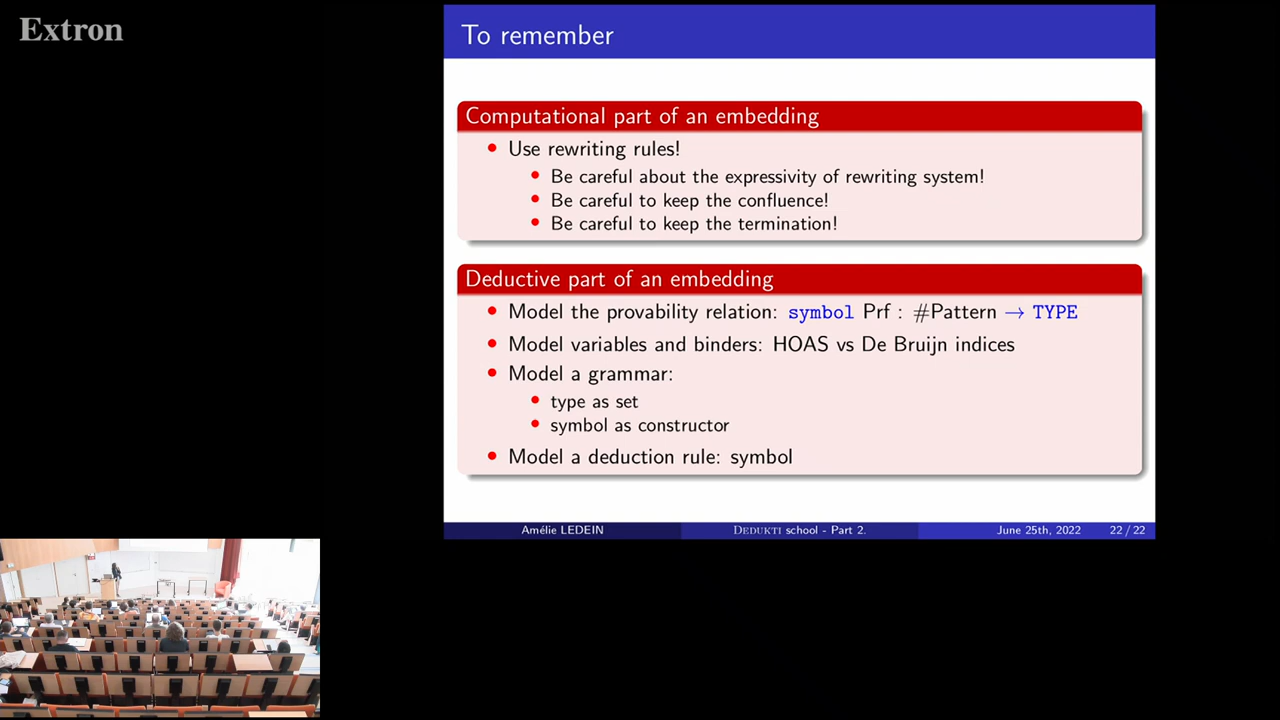 Extron
To remember
Computational part of an embedding
Use rewriting rules!
Be careful about the expressivity of rewriting system!
Be careful to keep the confluence!
Be careful to keep the termination!
Deductive part of an embedding
Model the provability relation: symbol Prf : #Pattern → TYPE
Model variables and binders: HOAS vs De Bruijn indices
Model a grammar:
type as set
symbol as constructor
Model a deduction rule: symbol
Amélie LEDEIN DEDUKTI school - Part 2. June 25th, 2022 22 / 22